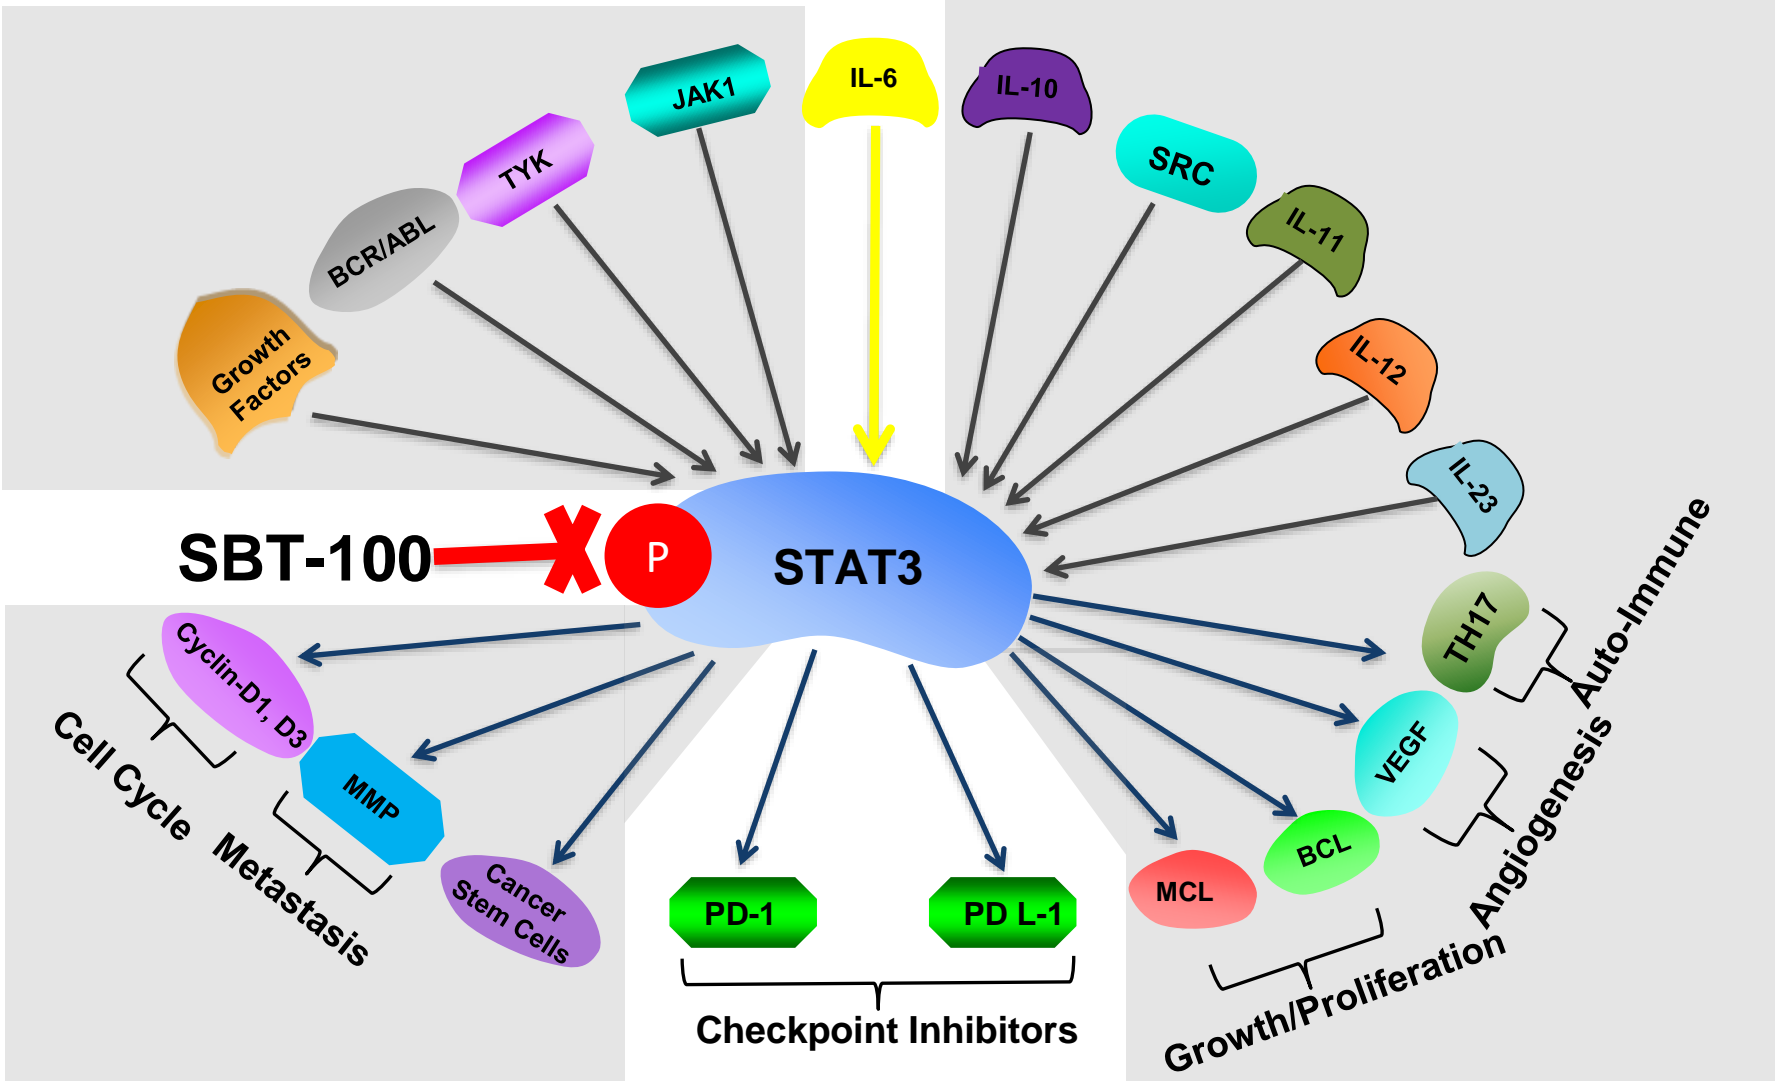 JAK1
IL-6
IL-10
TYK
SRC
BCR/ABL
IL-11
Growth
Factors
IL-12
IL-23
SBT-100
P
STAT3
TH17
Auto-Immune
Cyclin-D1, D3
Cell Cycle
VEGF
Angiogenesis
MMP
Metastasis
BCL
MCL
Growth/Proliferation
Cancer
Stem Cells
PD-1
PD L-1
Checkpoint Inhibitors